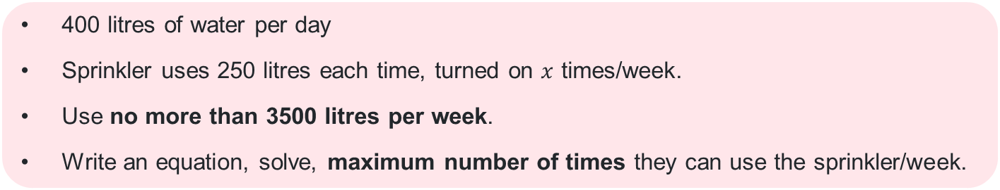 • 400 litres of water per day
• Sprinkler uses 250 litres each time, turned on x times/week.
• Use no more than 3500 litres per week.
• Write an equation, solve, maximum number of times they can use the sprinkler/week.